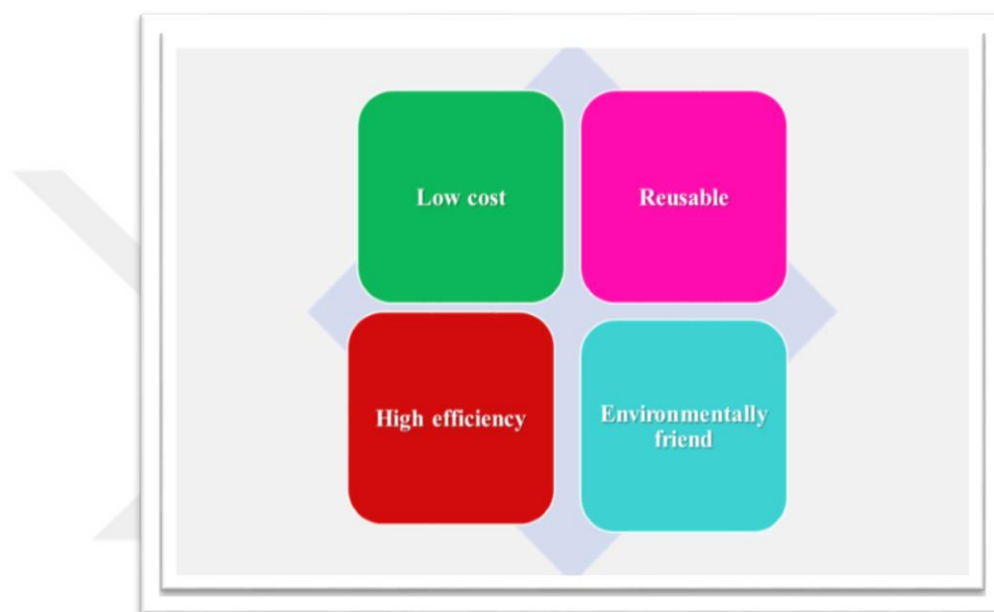 Low cost
Reusable
High efficiency
Environmentally
friend